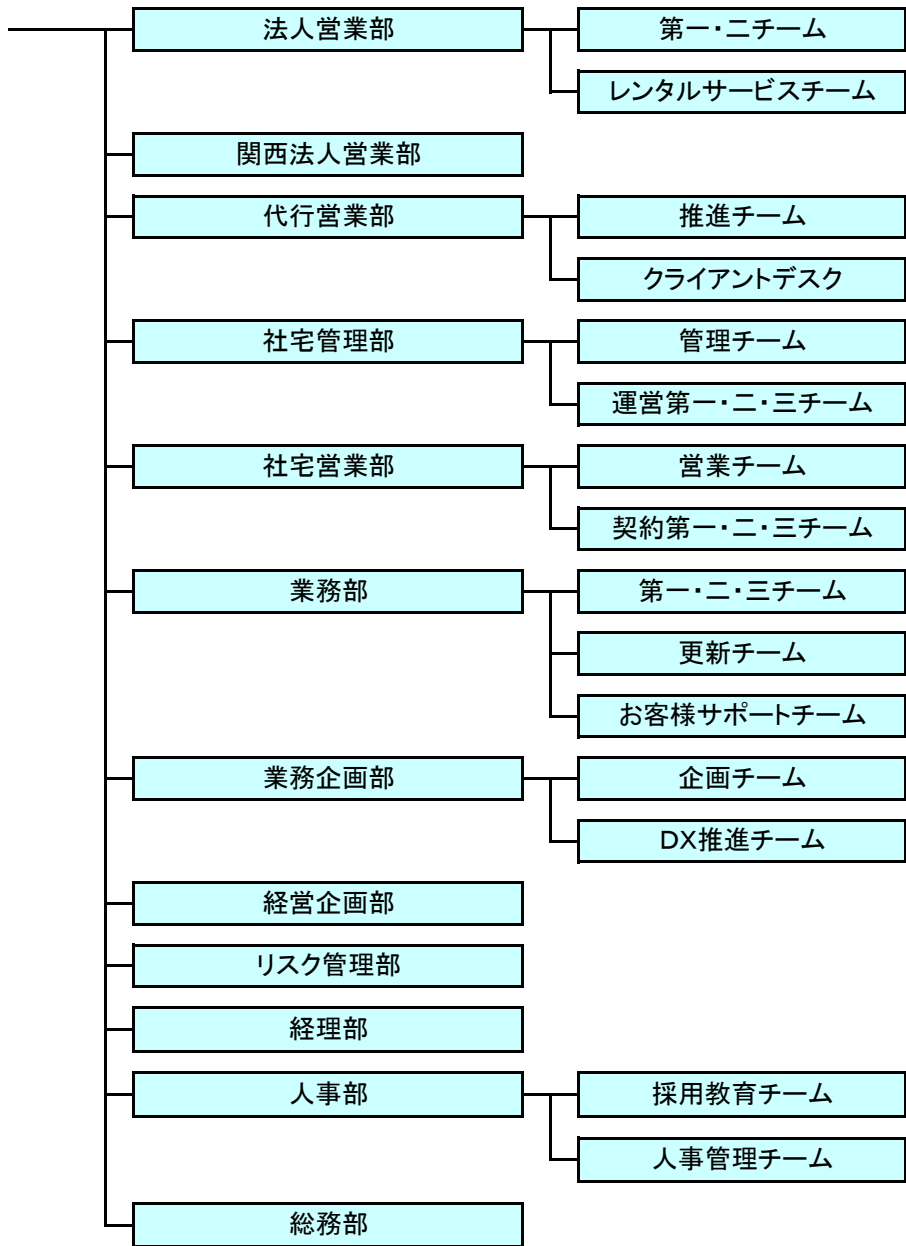 法人営業部
第一・二チーム
レンタルサービスチーム
関西法人営業部
代行営業部
推進チーム
クライアントデスク
社宅管理部
管理チーム
運営第一・二・三チーム
社宅営業部
営業チーム
契約第一・二・三チーム
業務部
第一・二・三チーム
更新チーム
お客様サポートチーム
業務企画部
企画チーム
DX推進チーム
経営企画部
リスク管理部
経理部
人事部
採用教育チーム
人事管理チーム
総務部